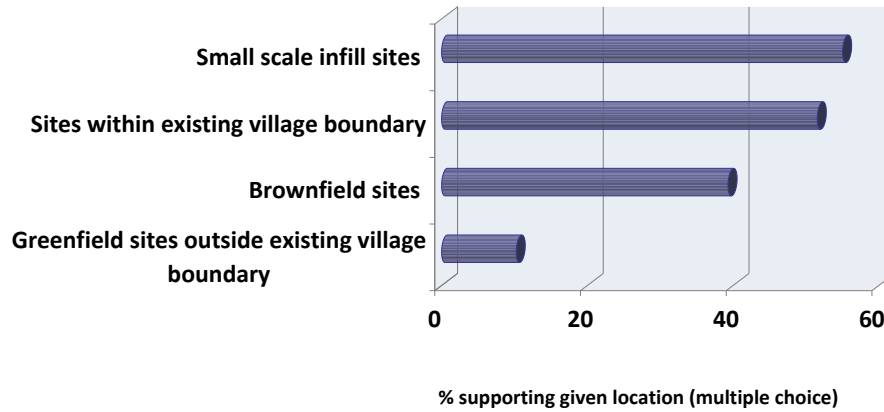 Small scale infill sites
Sites within existing village boundary
Brownfield sites
Greenfield sites outside existing village
boundary
0 20 40 60
% supporting given location (multiple choice)